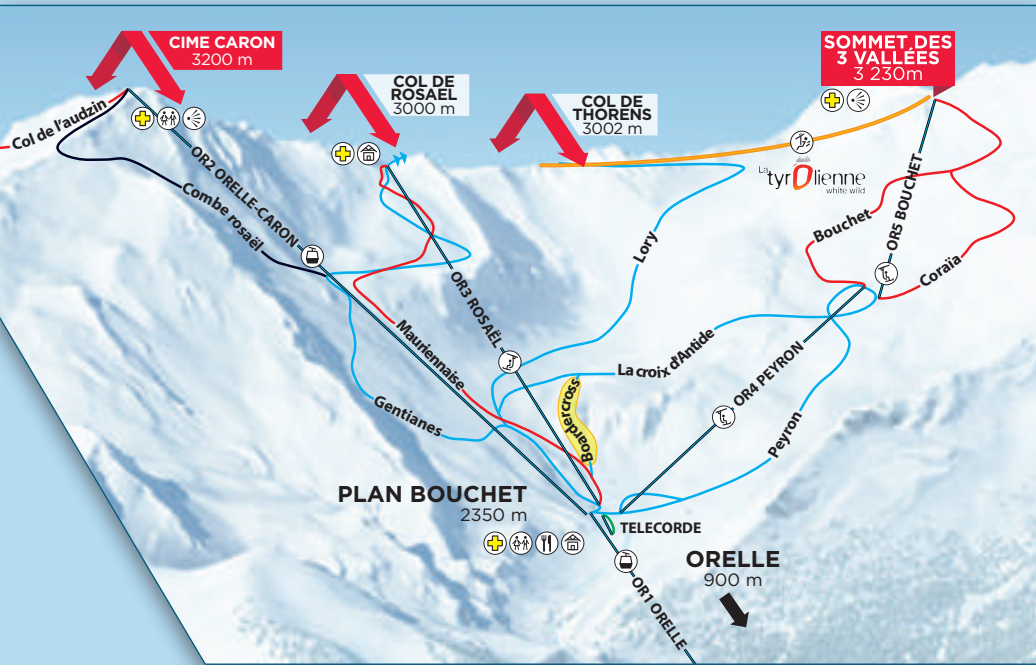 CIME CARON
3200 m
COL DE
ROSAEL
3000 m
COL DE
THORENS
3002 m
SOMMET DES
3 VALLÉES
3 230m
Col de l'audzin
OR2 ORELLE-CARON
Combe rosaël
La
tyrOlienne
white wild
OR5 BOUCHET
Bouchet
Coraïa
Lory
OR3 ROSAËL
Mauriennaise
La croix d'Antide
OR4 PEYRON
Gentianes
Boardercross
Peyron
PLAN BOUCHET
2350 m
TELECORDE
ORELLE
900 m
OR1 ORELLE